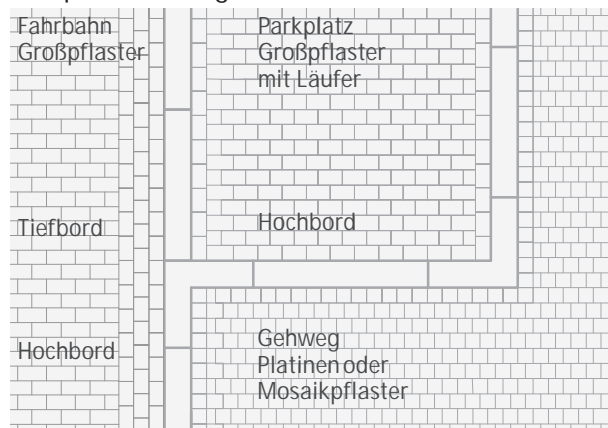 Fahrbahn
Großpflaster
Parkplatz
Großpflaster
mit Läufer
Tiefbord
Hochbord
Hochbord
Gehweg
Platinen oder
Mosaikpflaster